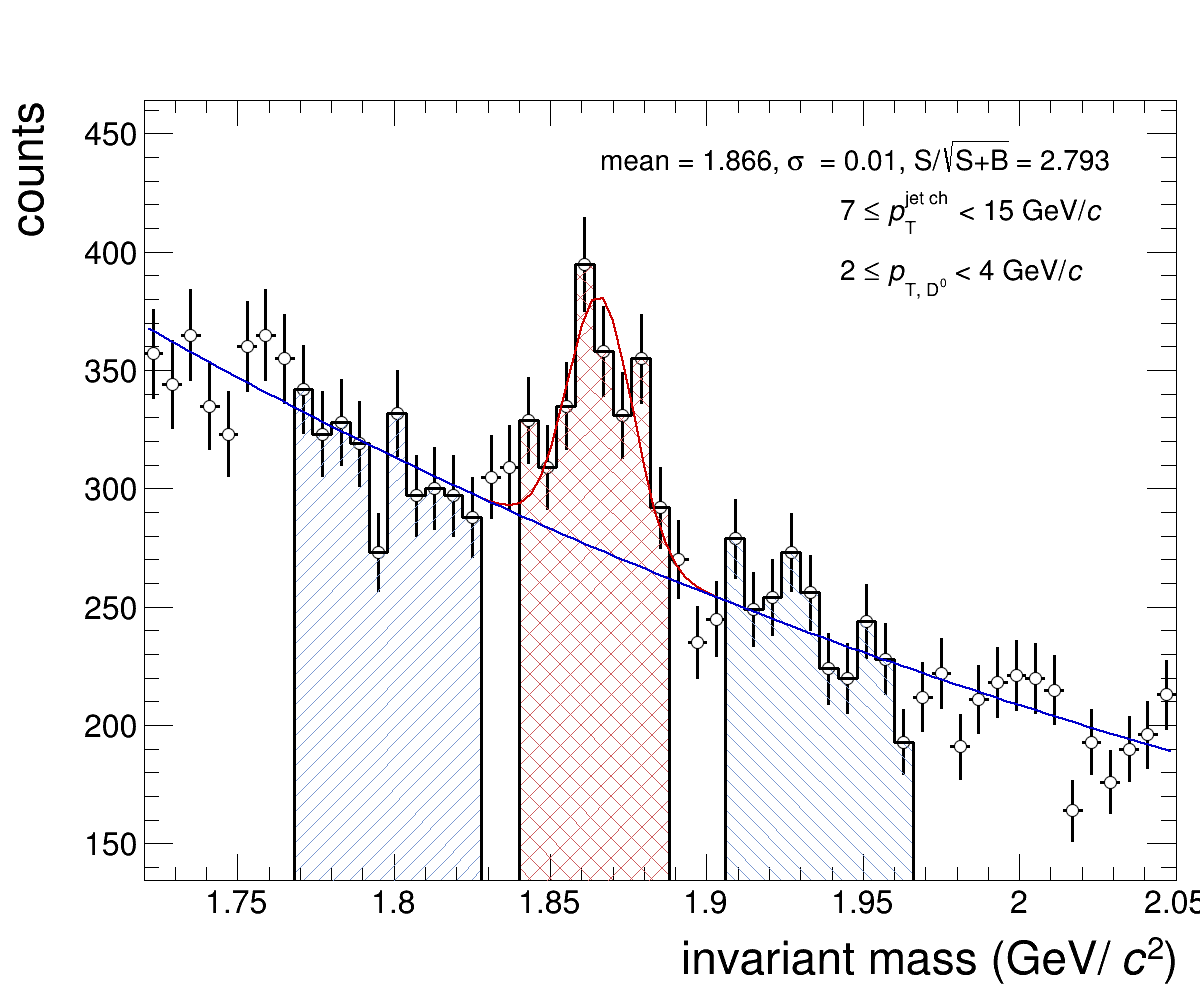 counts
450
400
350
300
250
200
150
mean = 1.866, σ = 0.01, S/√S+B = 2.793
7 ≤ p_T^jet ch < 15 GeV/c
2 ≤ p_T, D⁰ < 4 GeV/c
1.75 1.8 1.85 1.9 1.95 2 2.05
invariant mass (GeV/ c²)